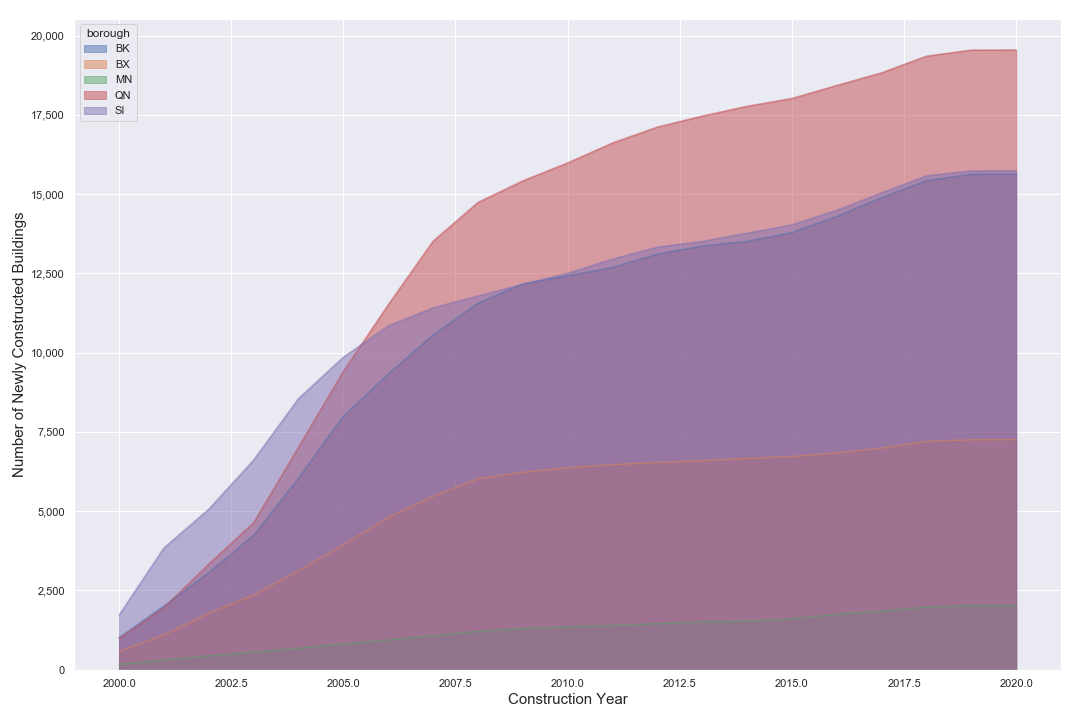 borough
BK
BX
MN
QN
SI
Number of Newly Constructed Buildings
20,000
17,500
15,000
12,500
10,000
7,500
5,000
2,500
0
2000.0 2002.5 2005.0 2007.5 2010.0 2012.5 2015.0 2017.5 2020.0
Construction Year